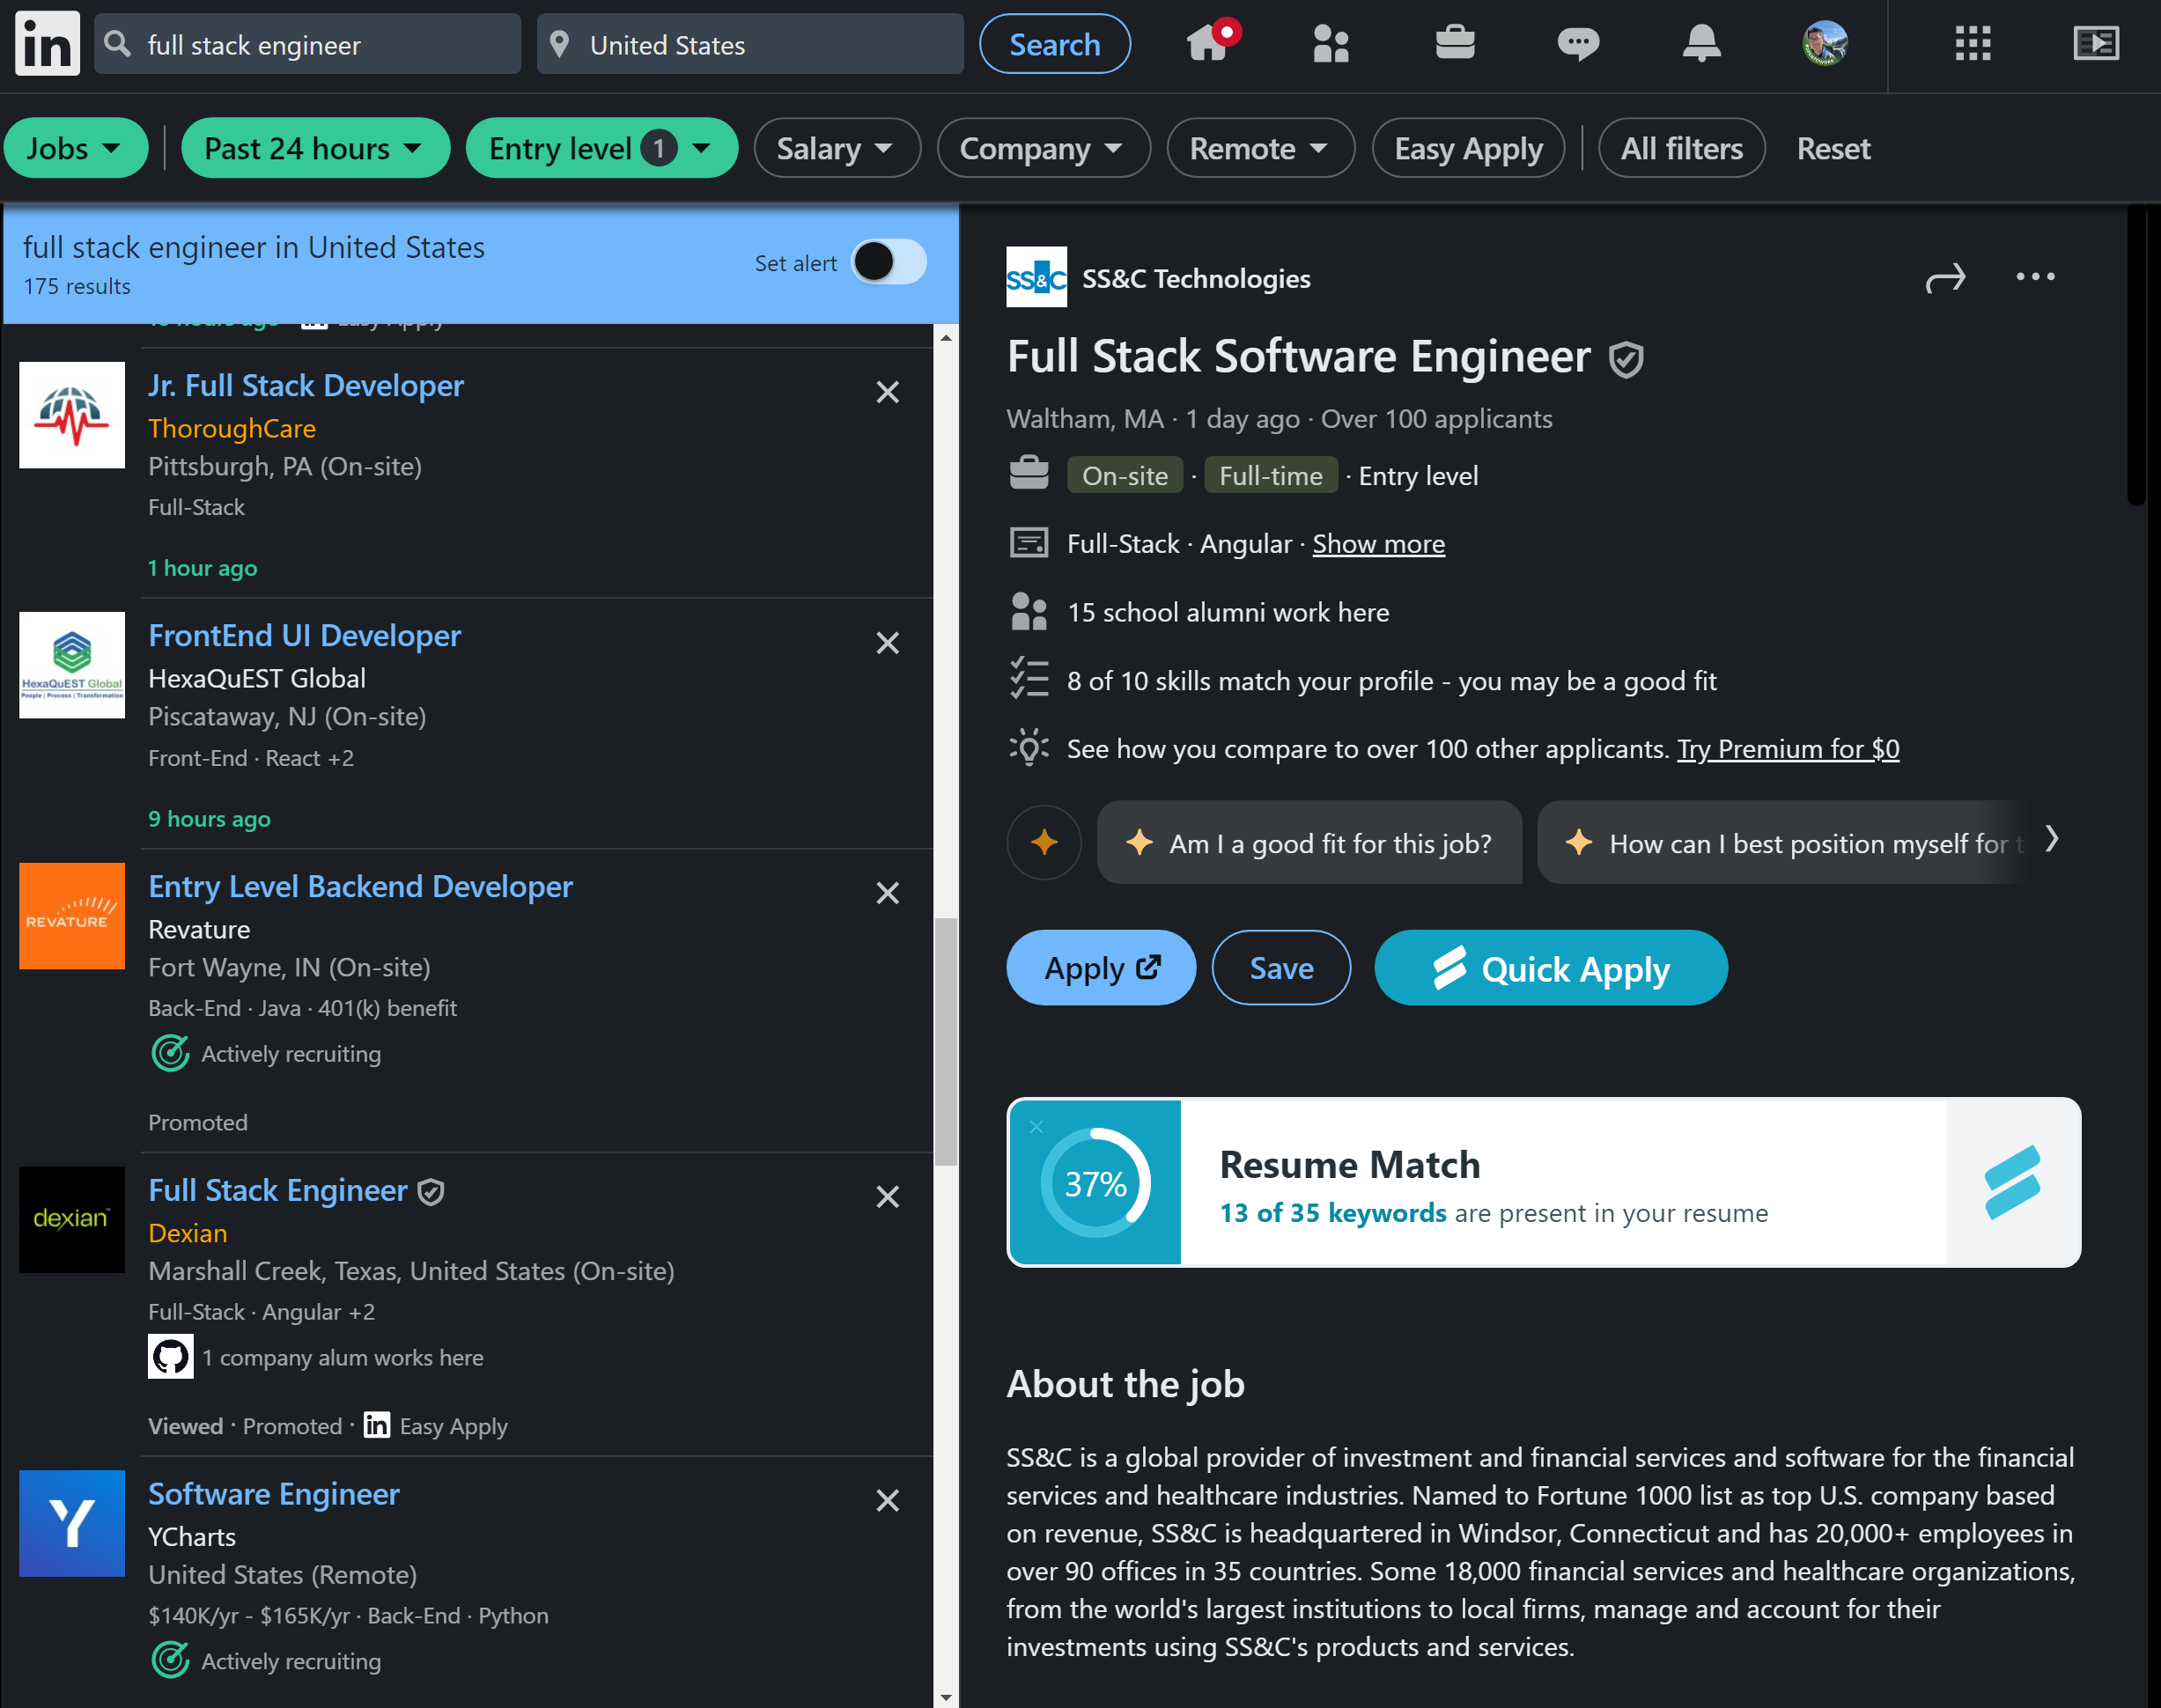 in
full stack engineer
United States
Search
Jobs
Past 24 hours
Entry level 1
Salary
Company
Remote
Easy Apply
All filters
Reset
full stack engineer in United States
175 results
Set alert
Easy Apply
Jr. Full Stack Developer
ThoroughCare
Pittsburgh, PA (On-site)
Full-Stack
1 hour ago
HexaQuEST Global
People | Process | Transformation
FrontEnd UI Developer
HexaQuEST Global
Piscataway, NJ (On-site)
Front-End · React +2
9 hours ago
REVATURE
Entry Level Backend Developer
Revature
Fort Wayne, IN (On-site)
Back-End · Java · 401(k) benefit
Actively recruiting
Promoted
dexian
Full Stack Engineer
Dexian
Marshall Creek, Texas, United States (On-site)
Full-Stack · Angular +2
1 company alum works here
Viewed · Promoted · in Easy Apply
Y
Software Engineer
YCharts
United States (Remote)
$140K/yr - $165K/yr · Back-End · Python
Actively recruiting
SS&C
SS&C Technologies
Full Stack Software Engineer
Waltham, MA · 1 day ago · Over 100 applicants
On-site · Full-time · Entry level
Full-Stack · Angular · Show more
15 school alumni work here
8 of 10 skills match your profile - you may be a good fit
See how you compare to over 100 other applicants. Try Premium for $0
Am I a good fit for this job?
How can I best position myself for t
Apply
Save
Quick Apply
37%
Resume Match
13 of 35 keywords are present in your resume
About the job
SS&C is a global provider of investment and financial services and software for the financial
services and healthcare industries. Named to Fortune 1000 list as top U.S. company based
on revenue, SS&C is headquartered in Windsor, Connecticut and has 20,000+ employees in
over 90 offices in 35 countries. Some 18,000 financial services and healthcare organizations,
from the world's largest institutions to local firms, manage and account for their
investments using SS&C's products and services.